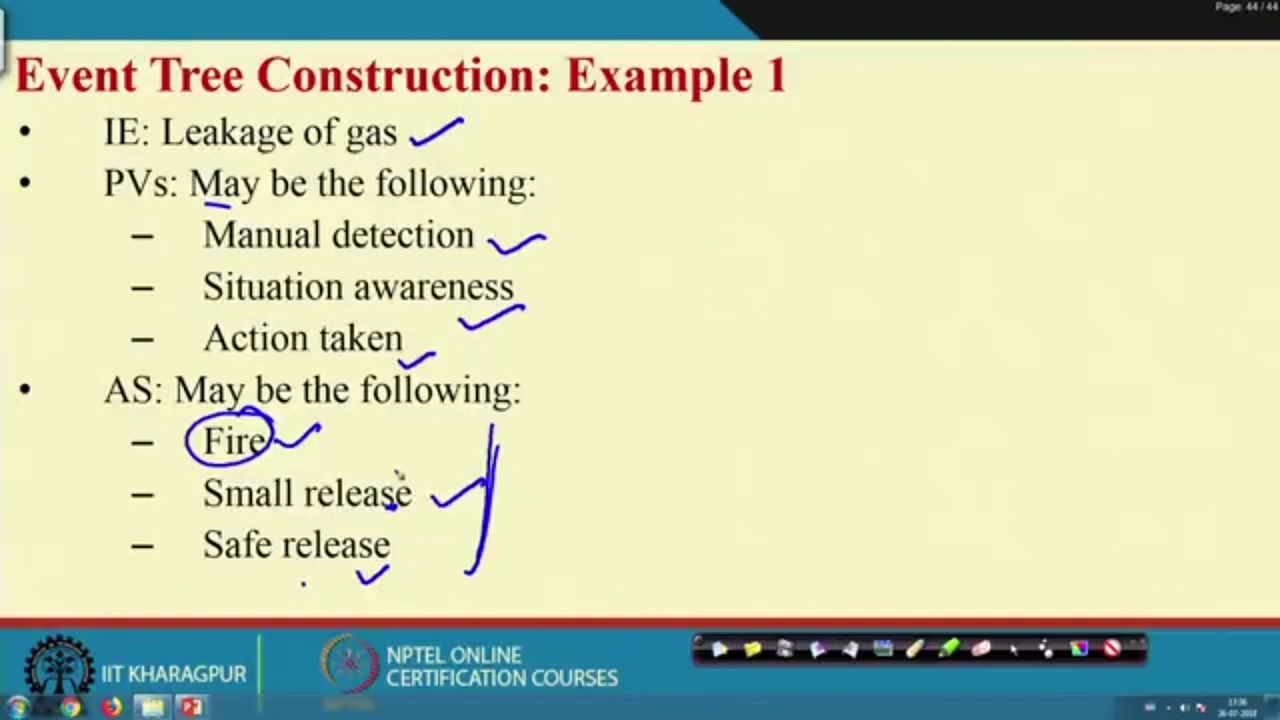 Page: 44 / 44
Event Tree Construction: Example 1
• IE: Leakage of gas
• PVs: May be the following:
– Manual detection
– Situation awareness
– Action taken
• AS: May be the following:
– Fire
– Small release
– Safe release
IIT KHARAGPUR
NPTEL ONLINE
CERTIFICATION COURSES